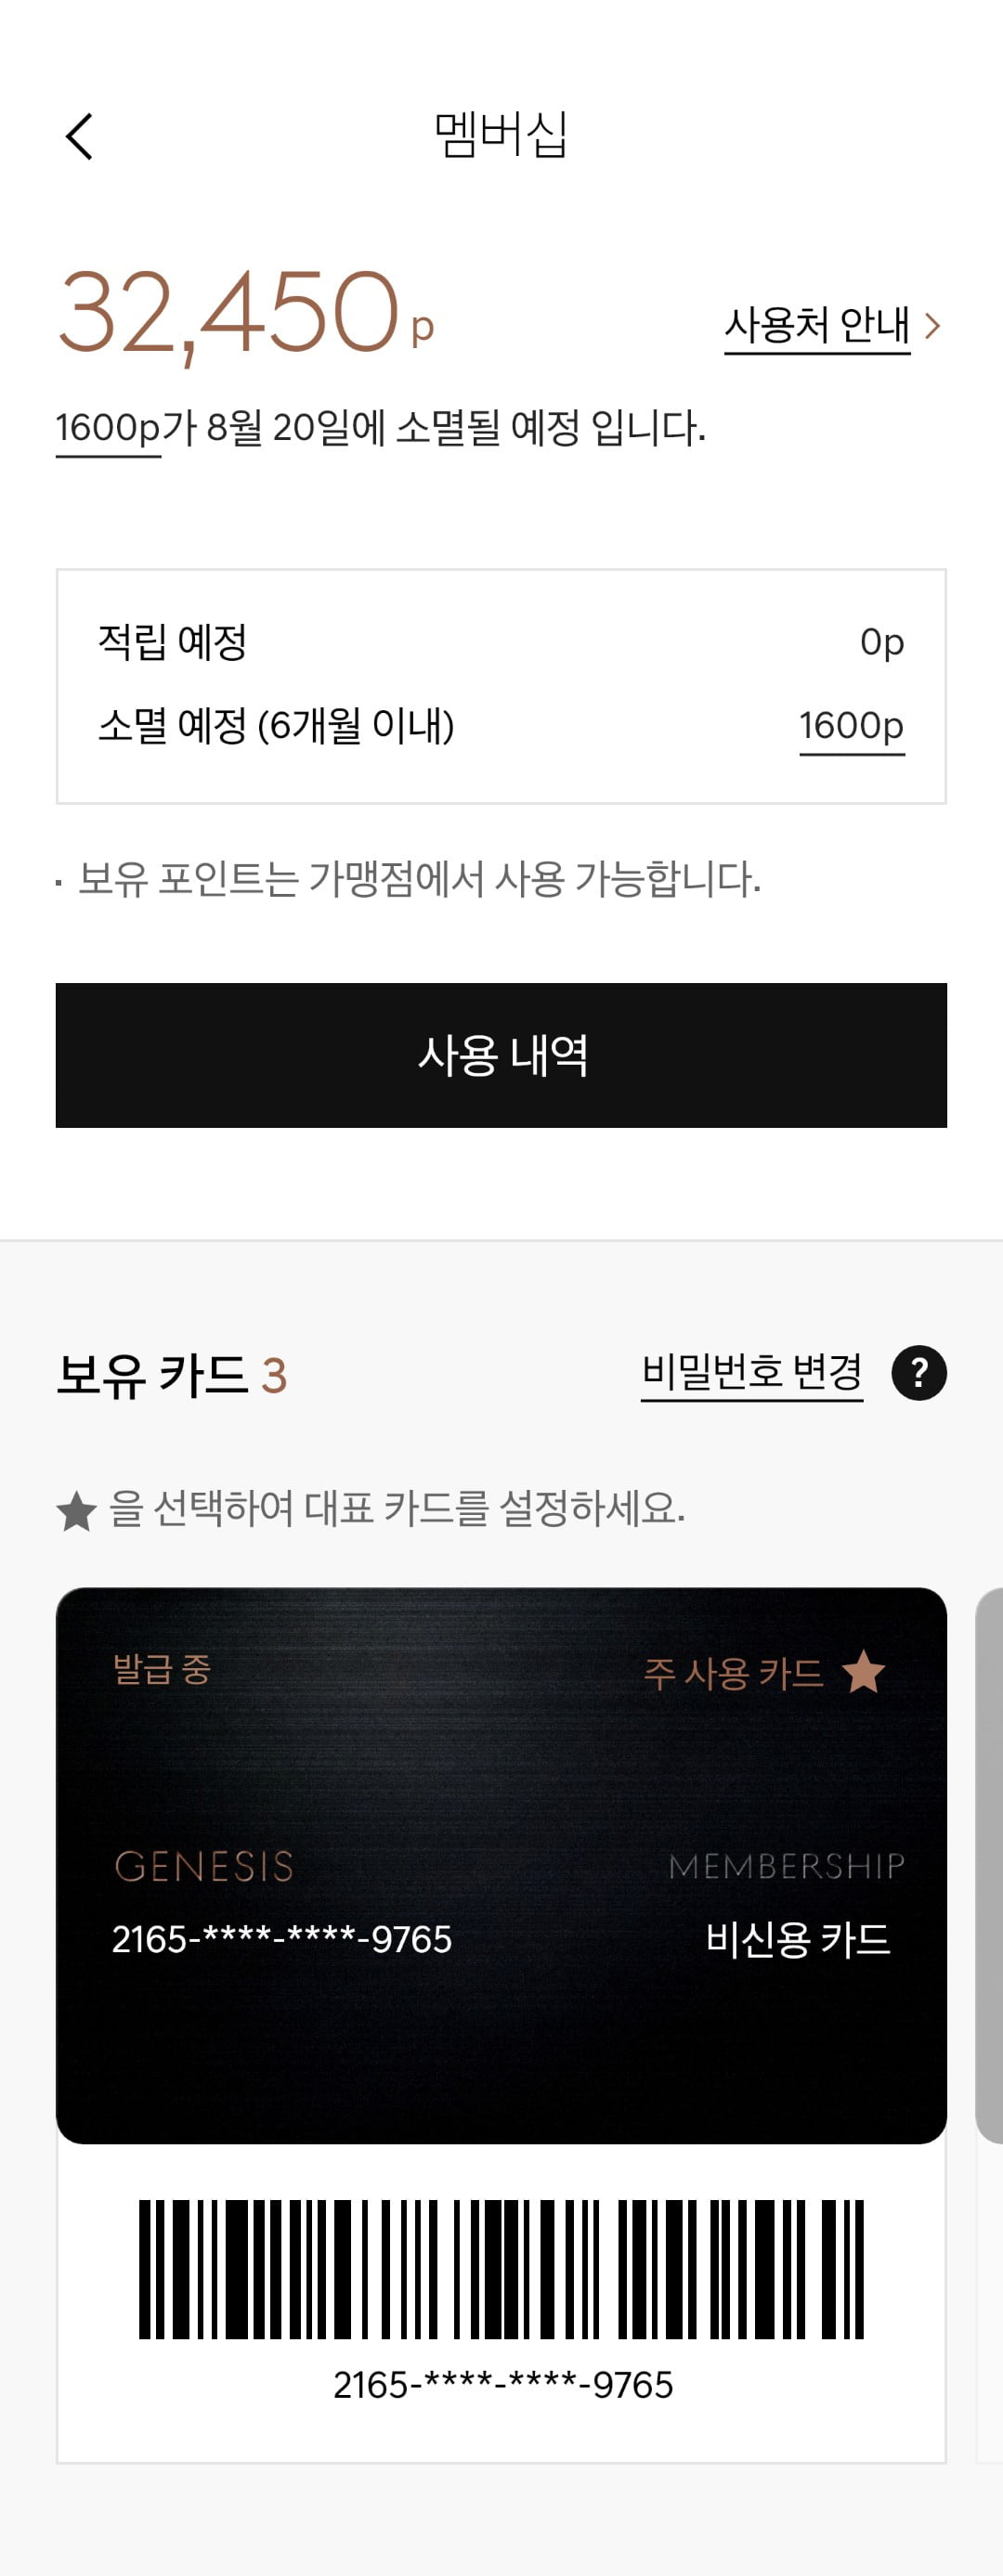 멤버십
32,450p
사용처 안내
1600p가 8월 20일에 소멸될 예정 입니다.
적립 예정 0p
소멸 예정 (6개월 이내) 1600p
· 보유 포인트는 가맹점에서 사용 가능합니다.
사용 내역
보유 카드 3
비밀번호 변경 ?
★ 을 선택하여 대표 카드를 설정하세요.
발급 중
주 사용 카드 ★
GENESIS
MEMBERSHIP
2165-****-****-9765
비신용 카드
2165-****-****-9765